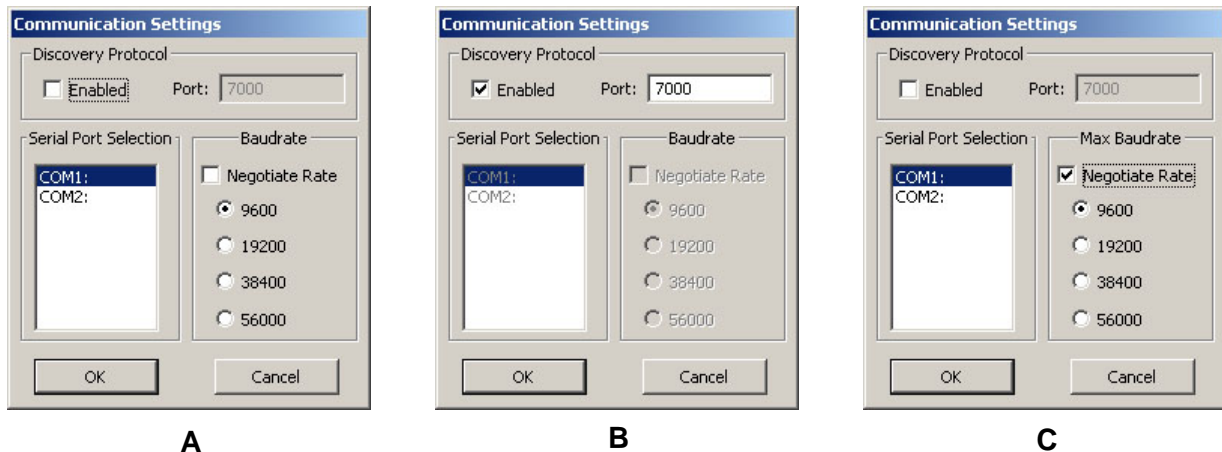 Communication Settings
Discovery Protocol
Enabled Port: 7000
Serial Port Selection
COM1:
COM2:
Baudrate
Negotiate Rate
9600
19200
38400
56000
OK Cancel
A
Communication Settings
Discovery Protocol
Enabled Port: 7000
Serial Port Selection
COM1:
COM2:
Baudrate
Negotiate Rate
9600
19200
38400
56000
OK Cancel
B
Communication Settings
Discovery Protocol
Enabled Port: 7000
Serial Port Selection
COM1:
COM2:
Max Baudrate
Negotiate Rate
9600
19200
38400
56000
OK Cancel
C